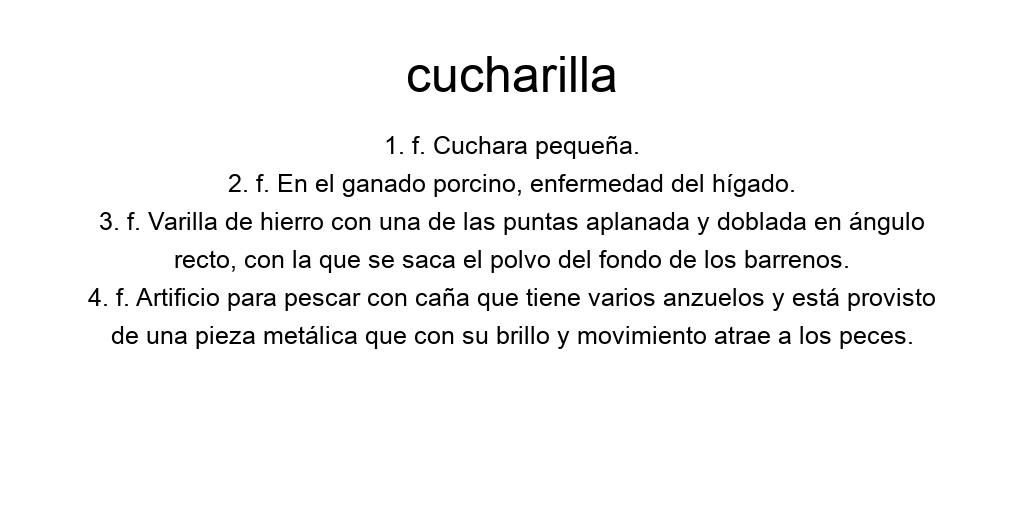 cucharilla
1. f. Cuchara pequeña.
2. f. En el ganado porcino, enfermedad del hígado.
3. f. Varilla de hierro con una de las puntas aplanada y doblada en ángulo
recto, con la que se saca el polvo del fondo de los barrenos.
4. f. Artificio para pescar con caña que tiene varios anzuelos y está provisto
de una pieza metálica que con su brillo y movimiento atrae a los peces.